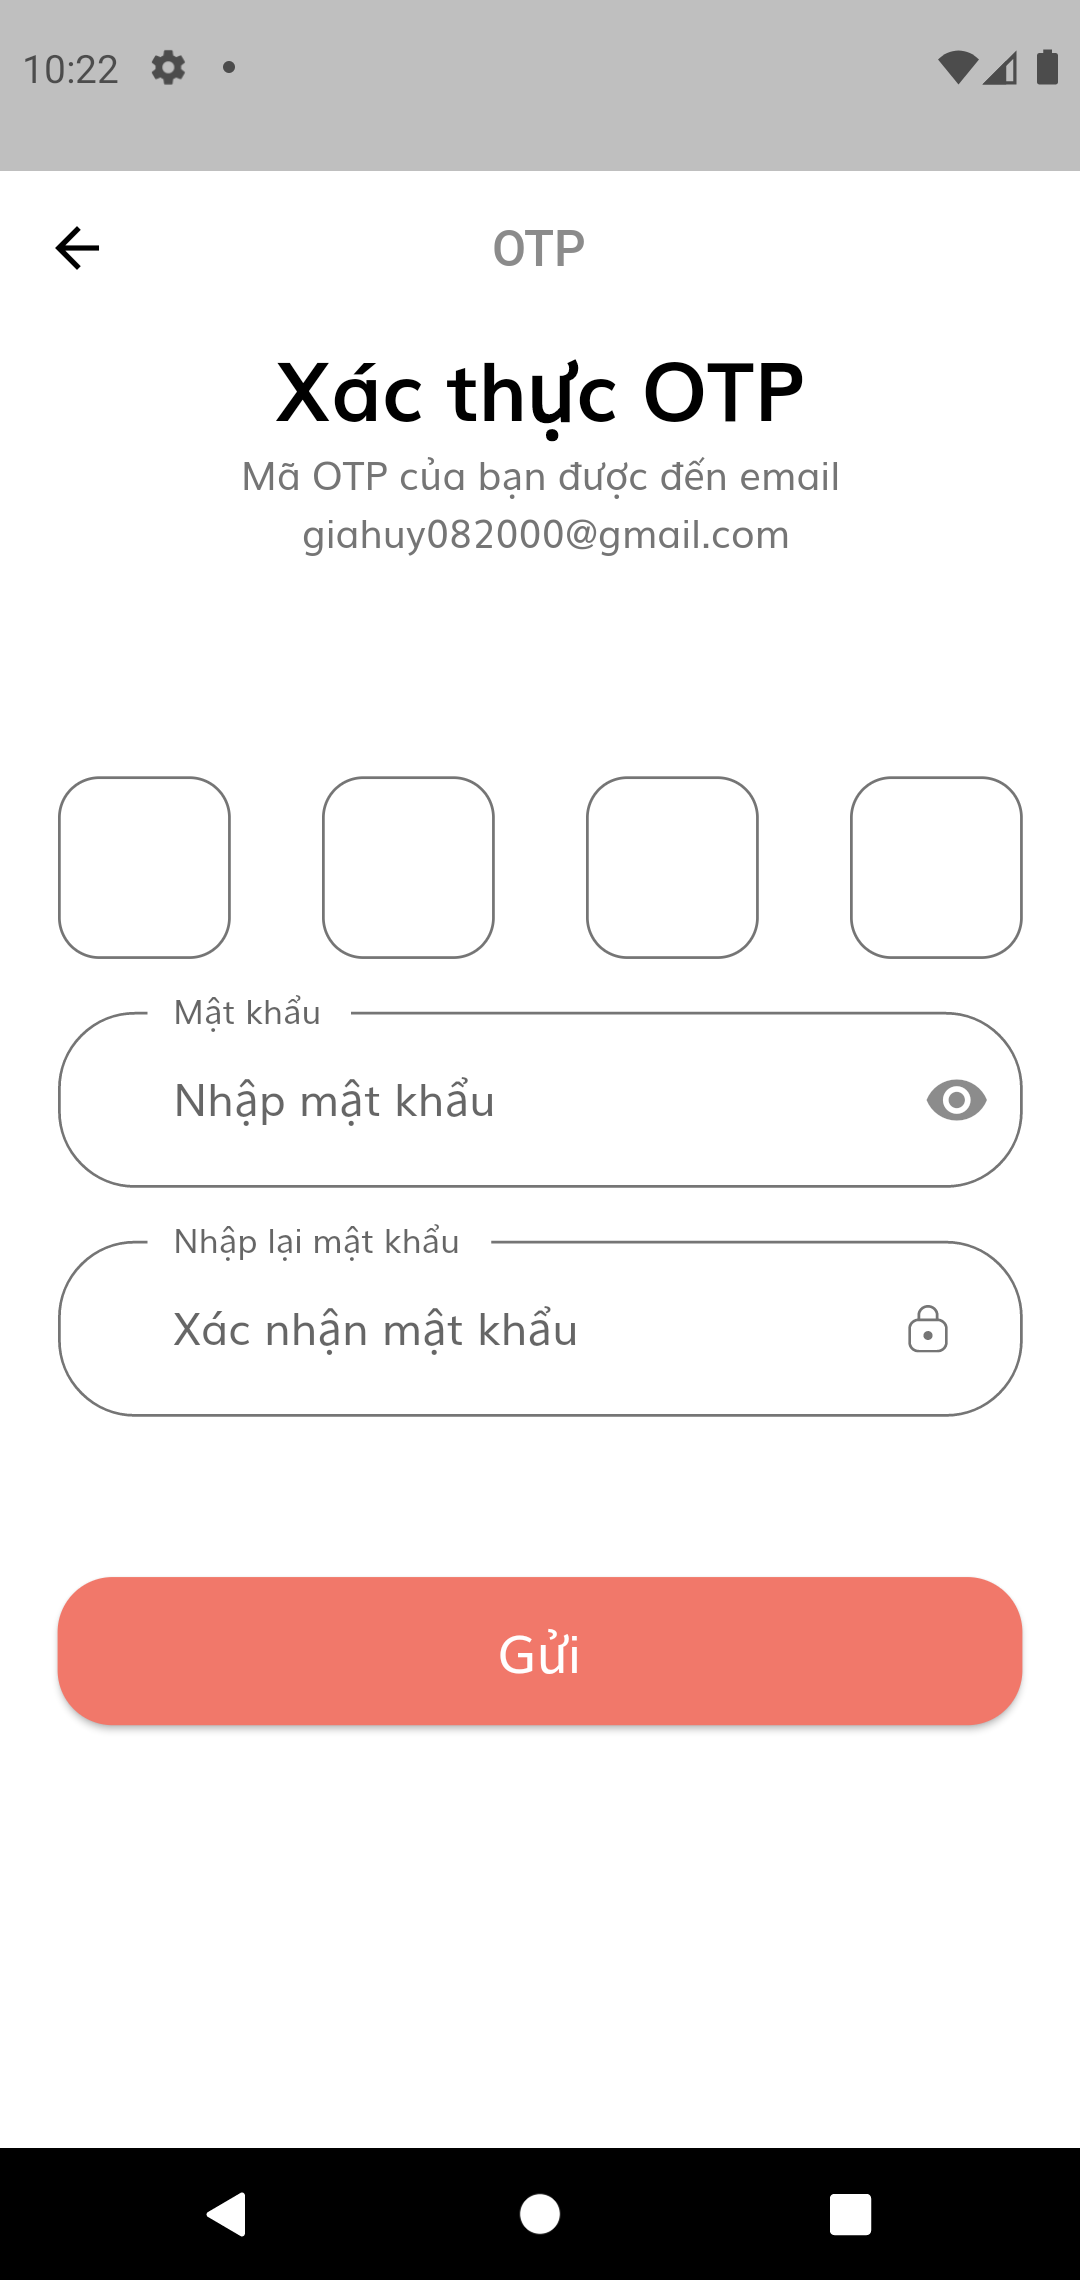 10:22
OTP
Xác thực OTP
Mã OTP của bạn được đến email
giahuy082000@gmail.com
Mật khẩu
Nhập mật khẩu
Nhập lại mật khẩu
Xác nhận mật khẩu
Gửi